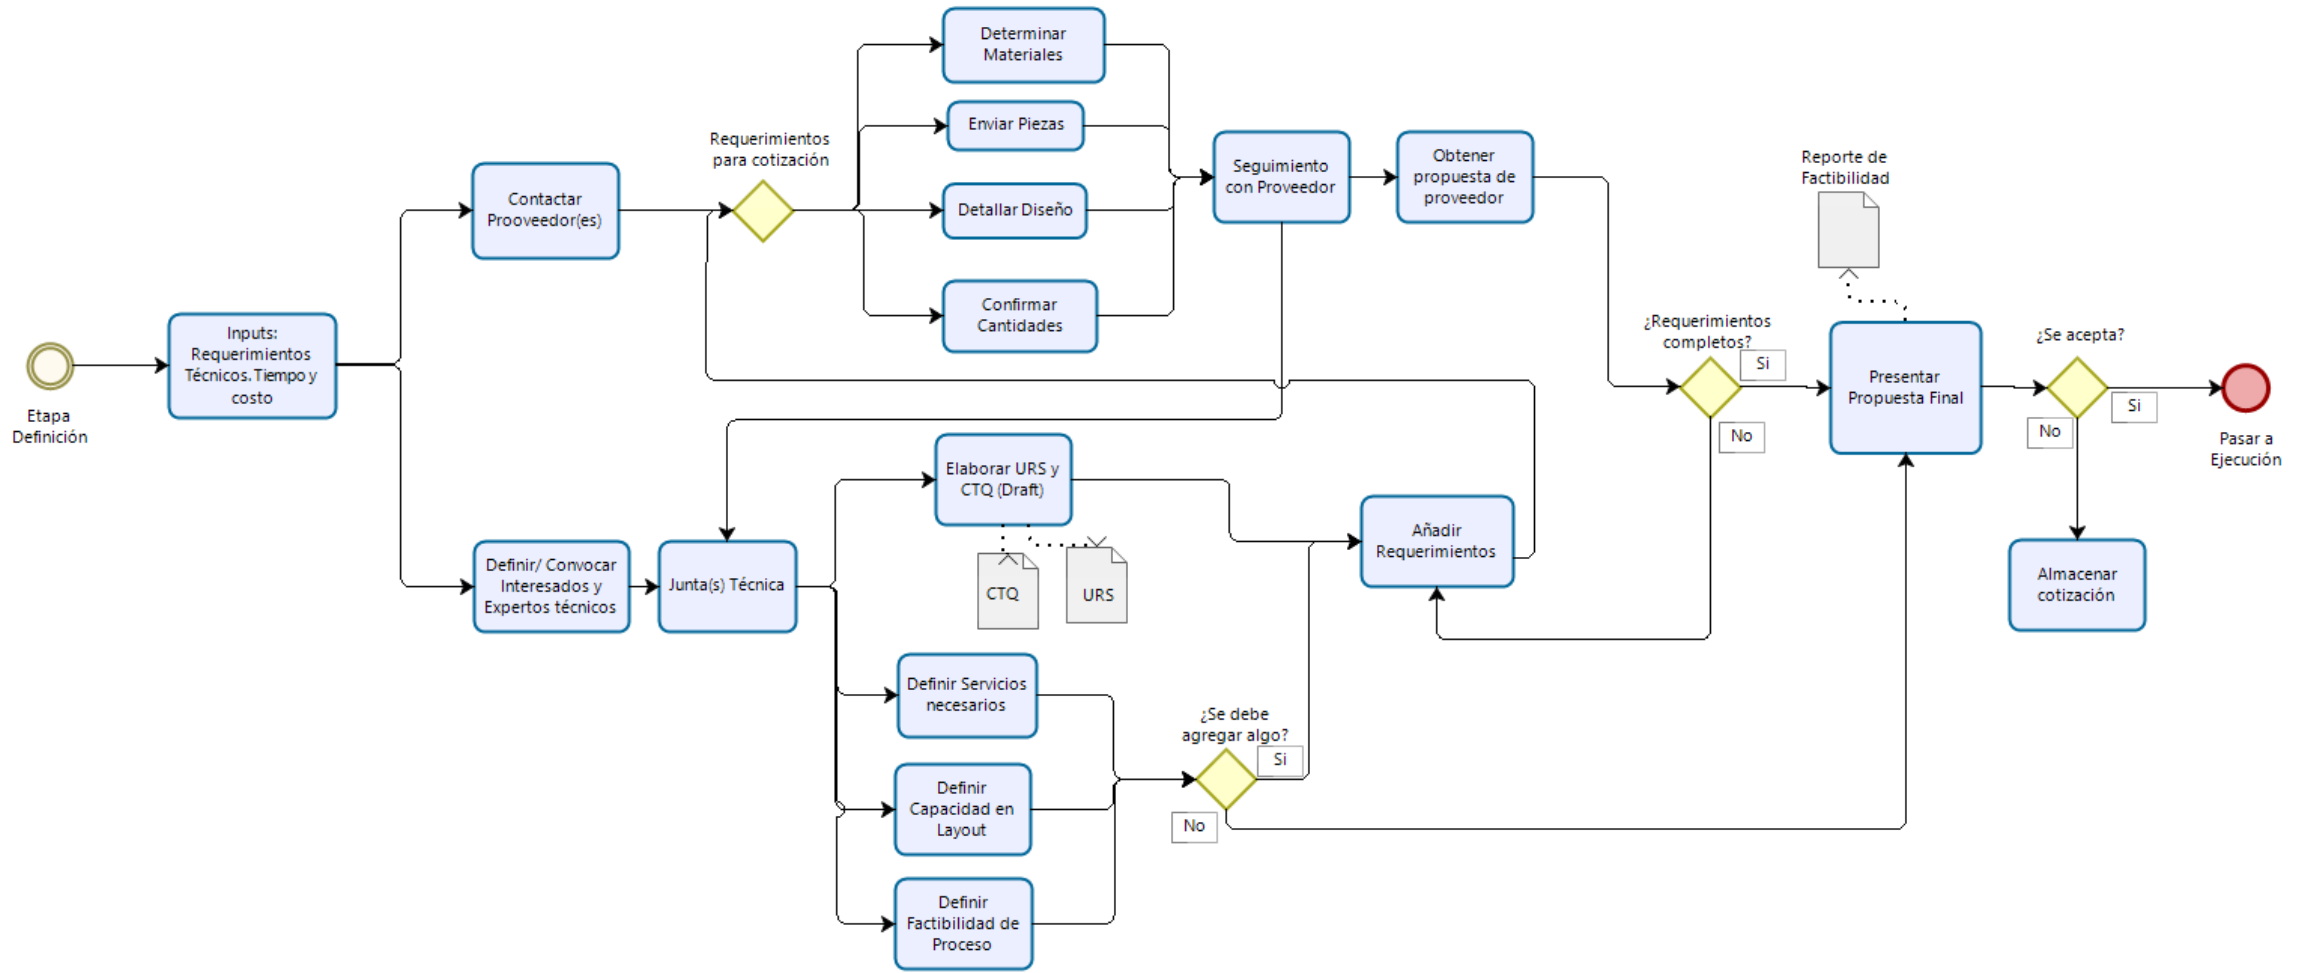 Etapa
Definición
Inputs:
Requerimientos
Técnicos. Tiempo y
costo
Contactar
Prooveedor(es)
Requerimientos
para cotización
Determinar
Materiales
Enviar Piezas
Detallar Diseño
Confirmar
Cantidades
Seguimiento
con Proveedor
Obtener
propuesta de
proveedor
Definir/ Convocar
Interesados y
Expertos técnicos
Junta(s) Técnica
Elaborar URS y
CTQ (Draft)
CTQ
URS
Definir Servicios
necesarios
Definir
Capacidad en
Layout
Definir
Factibilidad de
Proceso
¿Se debe
agregar algo?
Si
No
Añadir
Requerimientos
¿Requerimientos
completos?
Si
No
Reporte de
Factibilidad
Presentar
Propuesta Final
¿Se acepta?
Si
No
Almacenar
cotización
Pasar a
Ejecución